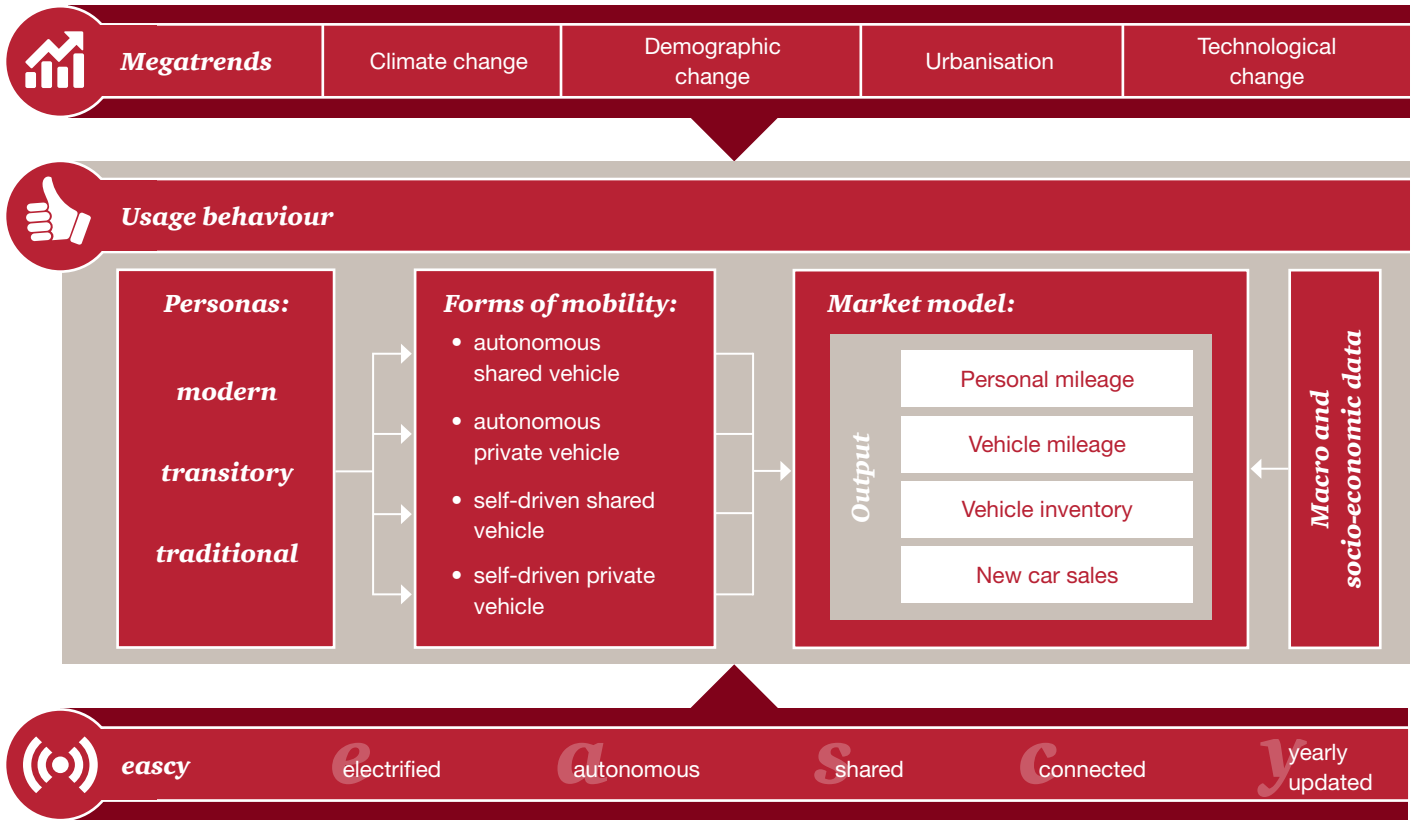 Megatrends
Climate change
Demographic
change
Urbanisation
Technological
change
Usage behaviour
Personas:
modern
transitory
traditional
Forms of mobility:
• autonomous
shared vehicle
• autonomous
private vehicle
• self-driven shared
vehicle
• self-driven private
vehicle
Market model:
Output
Personal mileage
Vehicle mileage
Vehicle inventory
New car sales
Macro and
socio-economic data
eascy
e
electrified
a
autonomous
s
shared
c
connected
y
yearly
updated